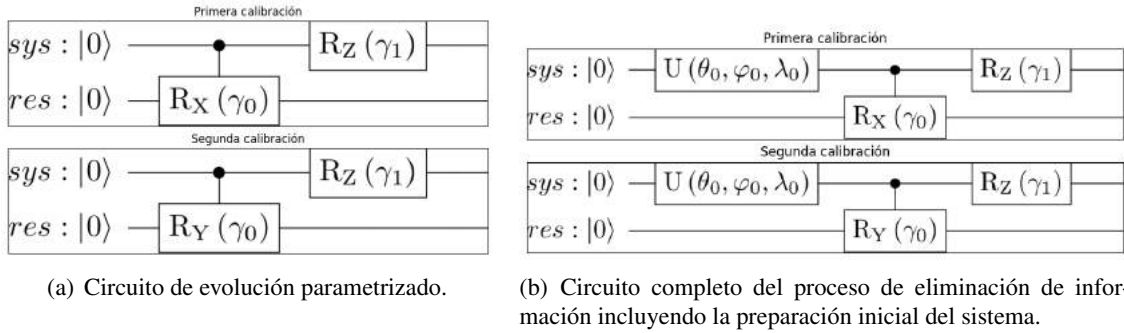 Primera calibración
sys : |0⟩ R_Z (γ_1)
res : |0⟩ R_X (γ_0)
Segunda calibración
sys : |0⟩ R_Z (γ_1)
res : |0⟩ R_Y (γ_0)
(a) Circuito de evolución parametrizado.
Primera calibración
sys : |0⟩ U (θ_0, φ_0, λ_0) R_Z (γ_1)
res : |0⟩ R_X (γ_0)
Segunda calibración
sys : |0⟩ U (θ_0, φ_0, λ_0) R_Z (γ_1)
res : |0⟩ R_Y (γ_0)
(b) Circuito completo del proceso de eliminación de infor-
mación incluyendo la preparación inicial del sistema.